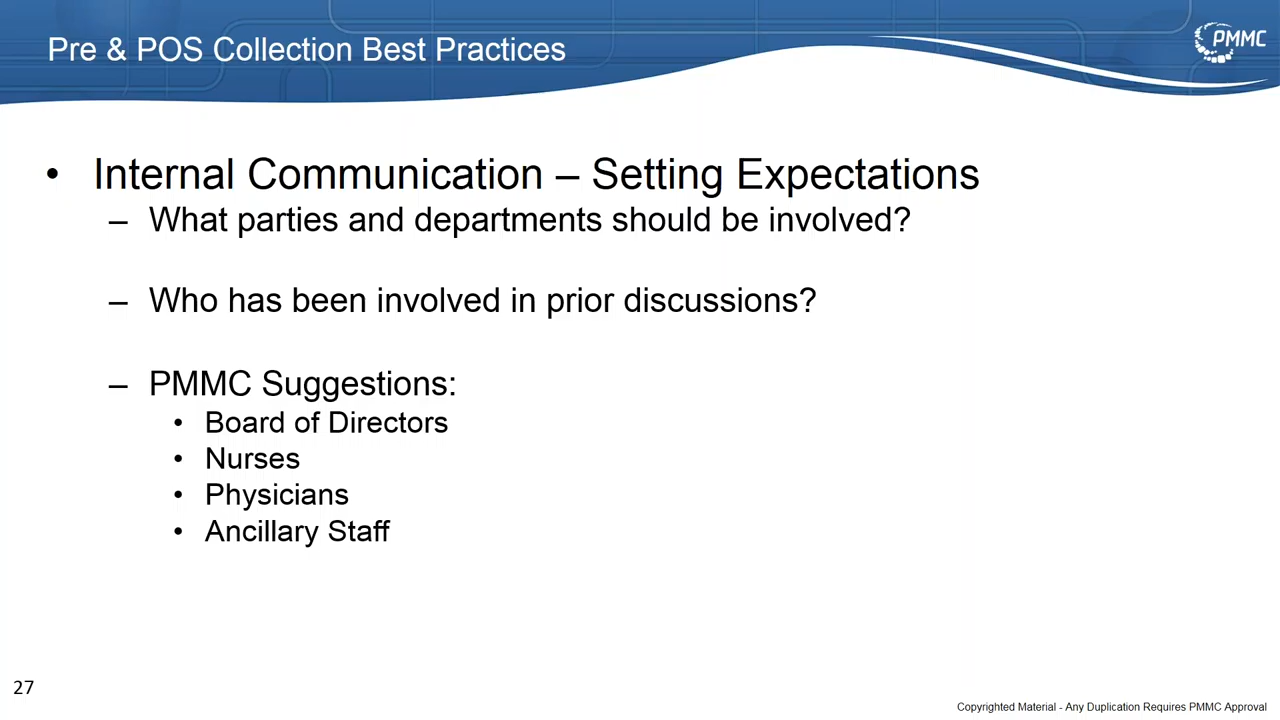 Pre & POS Collection Best Practices
PMMC
• Internal Communication – Setting Expectations
– What parties and departments should be involved?
– Who has been involved in prior discussions?
– PMMC Suggestions:
• Board of Directors
• Nurses
• Physicians
• Ancillary Staff
27
Copyrighted Material - Any Duplication Requires PMMC Approval